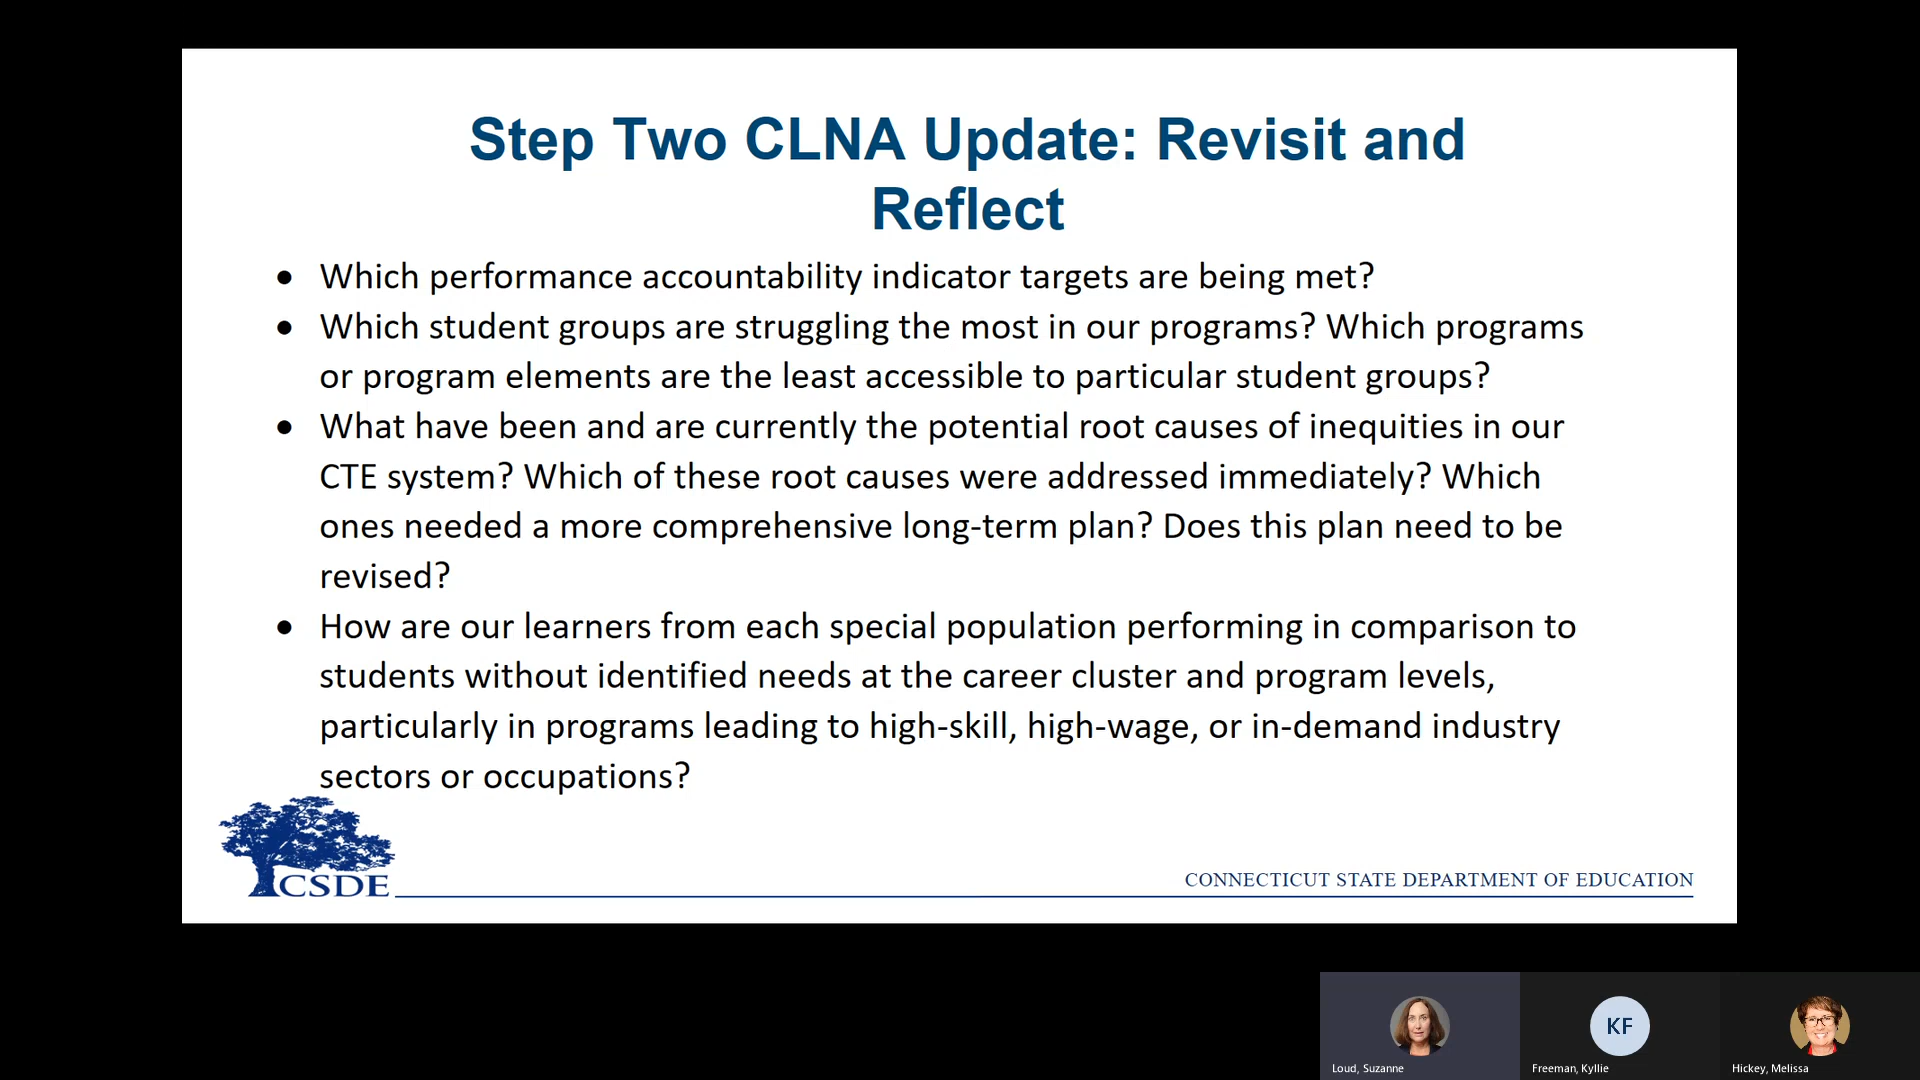 Step Two CLNA Update: Revisit and
Reflect
● Which performance accountability indicator targets are being met?
● Which student groups are struggling the most in our programs? Which programs
or program elements are the least accessible to particular student groups?
● What have been and are currently the potential root causes of inequities in our
CTE system? Which of these root causes were addressed immediately? Which
ones needed a more comprehensive long-term plan? Does this plan need to be
revised?
● How are our learners from each special population performing in comparison to
students without identified needs at the career cluster and program levels,
particularly in programs leading to high-skill, high-wage, or in-demand industry
sectors or occupations?
CSDE
CONNECTICUT STATE DEPARTMENT OF EDUCATION
KF
Loud, Suzanne
Freeman, Kyllie
Hickey, Melissa